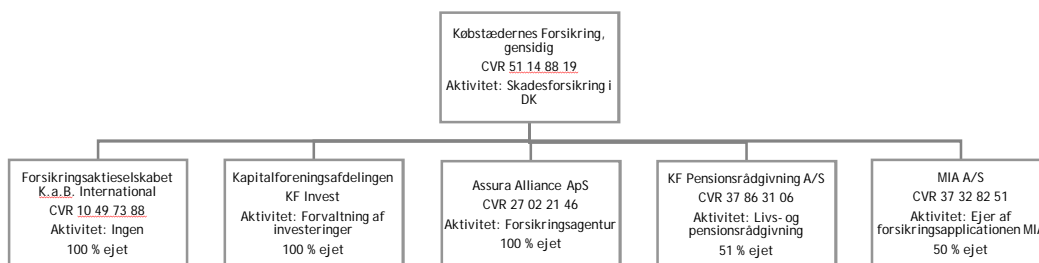 Købstædernes Forsikring,
gensidig
CVR 51 14 88 19
Aktivitet: Skadesforsikring i
DK
Forsikringsaktieselskabet
K.a.B. International
CVR 10 49 73 88
Aktivitet: Ingen
100 % ejet
Kapitalforeningsafdelingen
KF Invest
Aktivitet: Forvaltning af
investeringer
100 % ejet
Assura Alliance ApS
CVR 27 02 21 46
Aktivitet: Forsikringsagentur
100 % ejet
KF Pensionsrådgivning A/S
CVR 37 86 31 06
Aktivitet: Livs- og
pensionsrådgivning
51 % ejet
MIA A/S
CVR 37 32 82 51
Aktivitet: Ejer af
forsikringsapplicationen MIA
50 % ejet